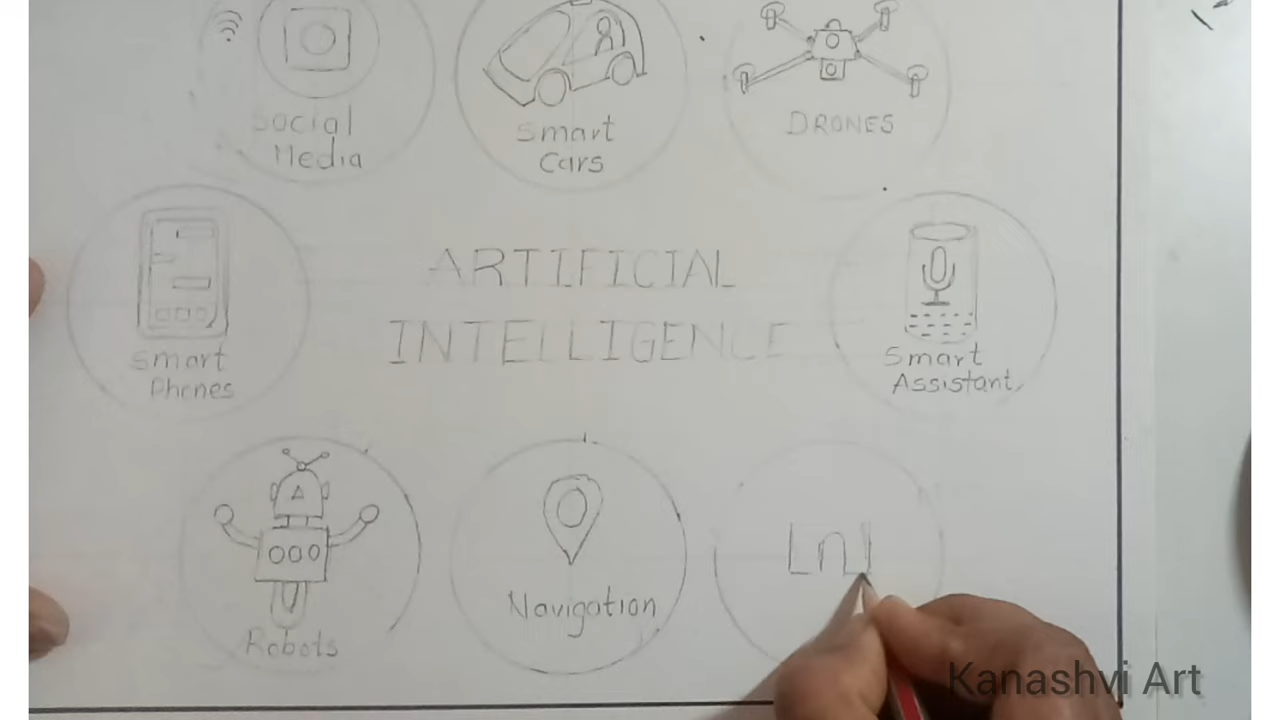 Social
Media
Smart
Cars
DRONES
Smart
Phones
ARTIFICIAL
INTELLIGENCE
Smart
Assistant
Robots
Navigation
Kanashvi Art